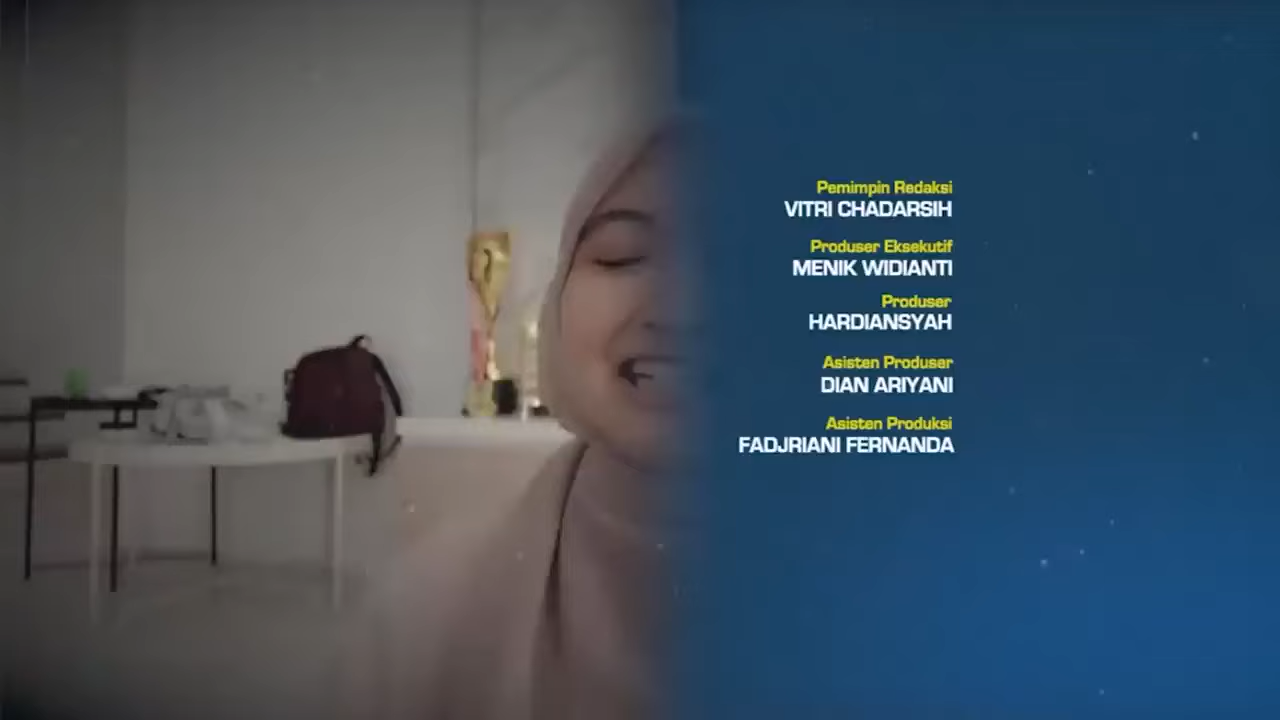 Pemimpin Redaksi
VITRI CHADARSIH
Produser Eksekutif
MENIK WIDIANTI
Produser
HARDIANSYAH
Asisten Produser
DIAN ARIYANI
Asisten Produksi
FADJRIANI FERNANDA